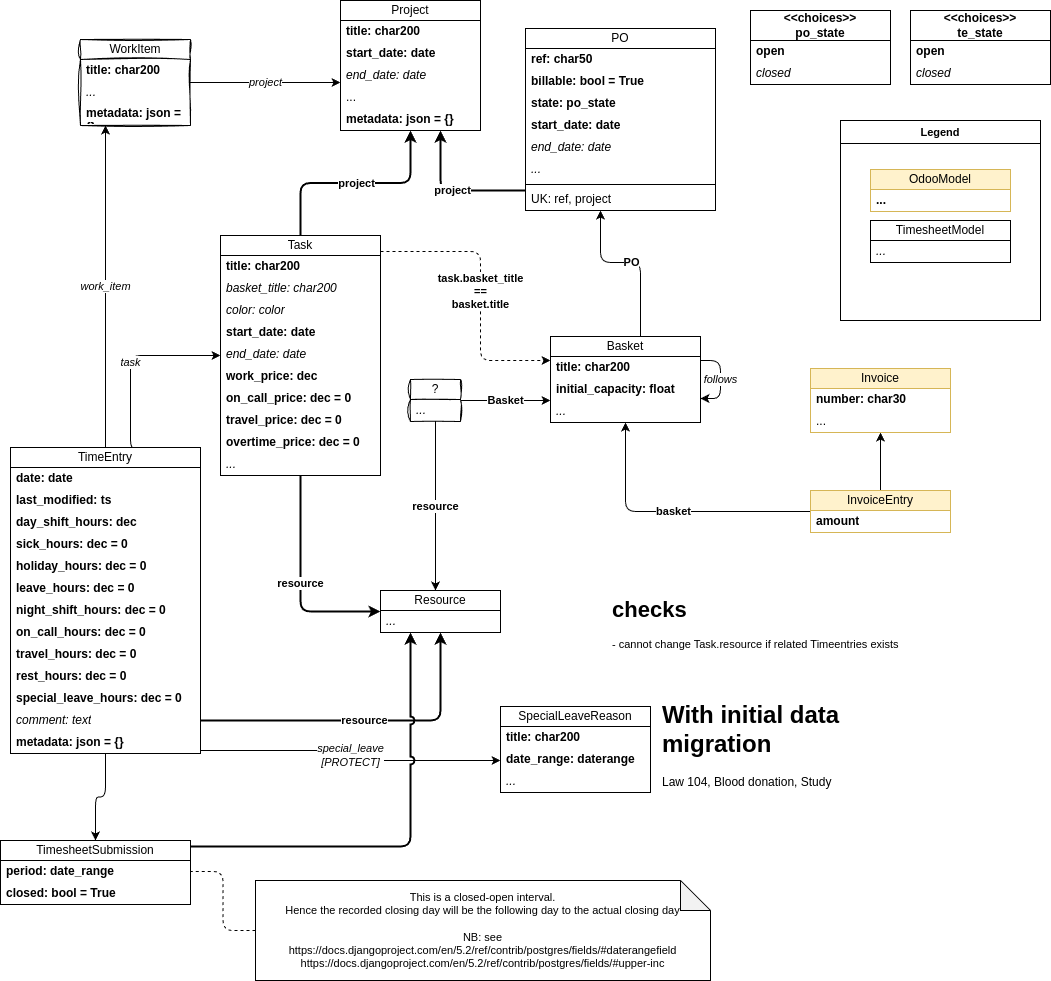 Project
title: char200
start_date: date
end_date: date
...
metadata: json = {}
WorkItem
title: char200
...
metadata: json =
project
PO
ref: char50
billable: bool = True
state: po_state
start_date: date
end_date: date
...
UK: ref, project
<<choices>>
po_state
open
closed
<<choices>>
te_state
open
closed
Legend
OdooModel
...
TimesheetModel
...
project
project
Task
title: char200
basket_title: char200
color: color
start_date: date
end_date: date
work_price: dec
on_call_price: dec = 0
travel_price: dec = 0
overtime_price: dec = 0
...
task.basket_title
==
basket.title
PO
work_item
task
Basket
title: char200
initial_capacity: float
...
follows
?
...
Basket
Invoice
number: char30
...
InvoiceEntry
amount
basket
resource
resource
TimeEntry
date: date
last_modified: ts
day_shift_hours: dec
sick_hours: dec = 0
holiday_hours: dec = 0
leave_hours: dec = 0
night_shift_hours: dec = 0
on_call_hours: dec = 0
travel_hours: dec = 0
rest_hours: dec = 0
special_leave_hours: dec = 0
comment: text
metadata: json = {}
Resource
...
checks
- cannot change Task.resource if related Timeentries exists
resource
special_leave
[PROTECT]
SpecialLeaveReason
title: char200
date_range: daterange
...
With initial data
migration
Law 104, Blood donation, Study
TimesheetSubmission
period: date_range
closed: bool = True
This is a closed-open interval.
Hence the recorded closing day will be the following day to the actual closing day
NB: see
https://docs.djangoproject.com/en/5.2/ref/contrib/postgres/fields/#daterangefield
https://docs.djangoproject.com/en/5.2/ref/contrib/postgres/fields/#upper-inc